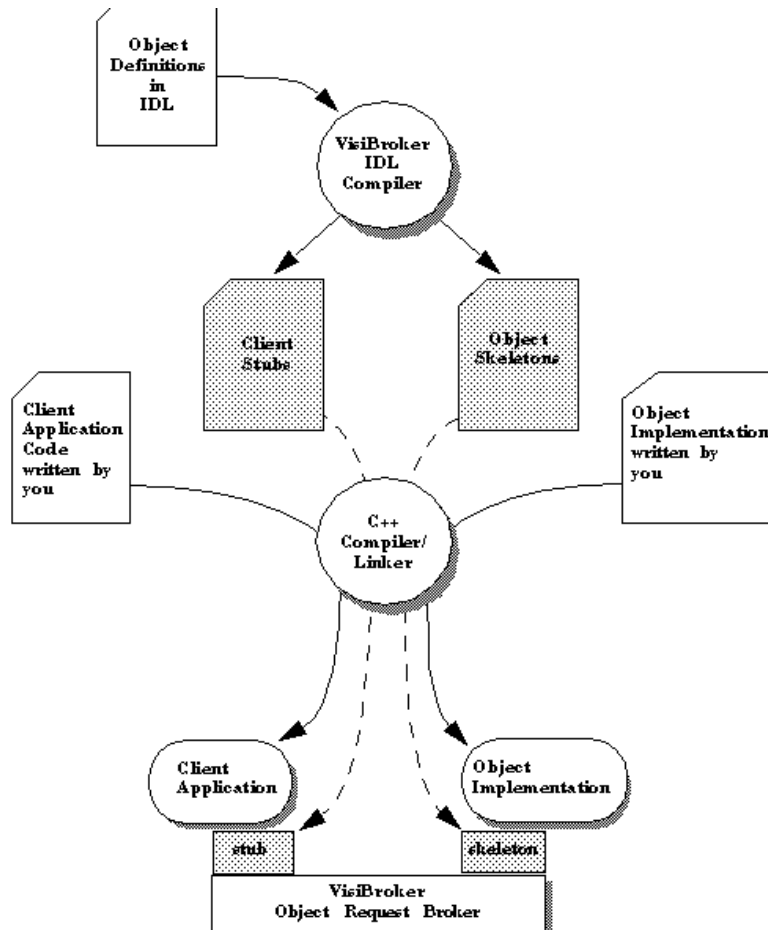 Object
Definitions
in
IDL
VisiBroker
IDL
Compiler
Client
Stubs
Object
Skeletons
Client
Application
Code
written by
you
Object
Implementation
written by
you
C++
Compiler/
Linker
Client
Application
Object
Implementation
stub
skeleton
VisiBroker
Object Request Broker